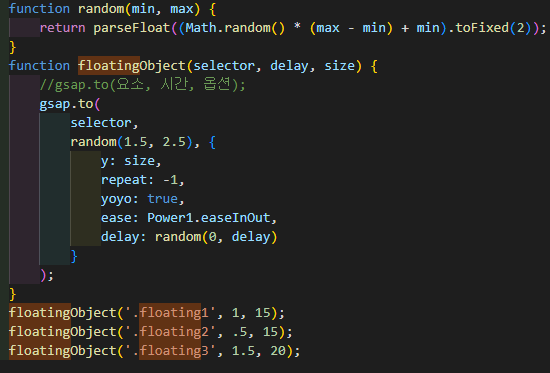 function random(min, max) {
return parseFloat((Math.random() * (max - min) + min).toFixed(2));
}
function floatingObject(selector, delay, size) {
//gsap.to(요소, 시간, 옵션);
gsap.to(
selector,
random(1.5, 2.5), {
y: size,
repeat: -1,
yoyo: true,
ease: Power1.easeInOut,
delay: random(0, delay)
}
);
}
floatingObject('.floating1', 1, 15);
floatingObject('.floating2', .5, 15);
floatingObject('.floating3', 1.5, 20);